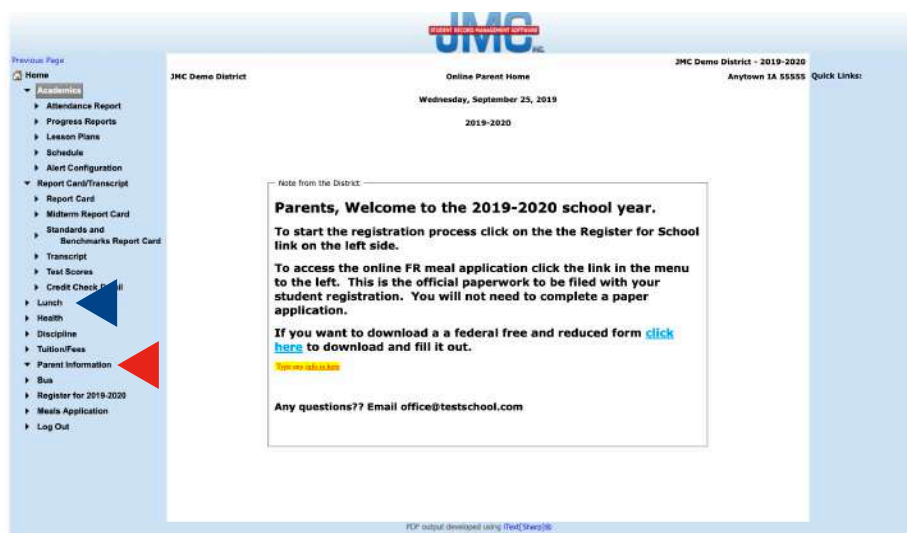 STUDENT RECORD MANAGEMENT SOFTWARE
JMC INC.
Previous Page
JMC Demo District - 2019-2020
Home
JMC Demo District
Online Parent Home
Anytown IA 55555
Quick Links:
Academics
Attendance Report
Progress Reports
Lesson Plans
Schedule
Alert Configuration
Report Card/Transcript
Report Card
Midterm Report Card
Standards and
Benchmarks Report Card
Transcript
Test Scores
Credit Check
Lunch
Health
Discipline
Tuition/Fees
Parent Information
Bus
Register for 2019-2020
Meals Application
Log Out
Wednesday, September 25, 2019
2019-2020
Note from the District
Parents, Welcome to the 2019-2020 school year.
To start the registration process click on the the Register for School
link on the left side.
To access the online FR meal application click the link in the menu
to the left. This is the official paperwork to be filed with your
student registration. You will not need to complete a paper
application.
If you want to download a a federal free and reduced form click
here to download and fill it out.
Type any info in here
Any questions?? Email office@testschool.com
PDF output developed using iText[Sharp]®